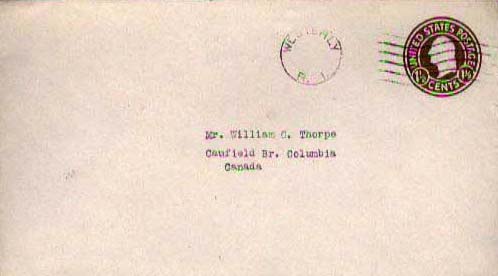 WESTERLY
R. I.
UNITED STATES POSTAGE
1½ CENTS 1½
Mr. William C. Thorpe
Caufield Br. Columbia
Canada